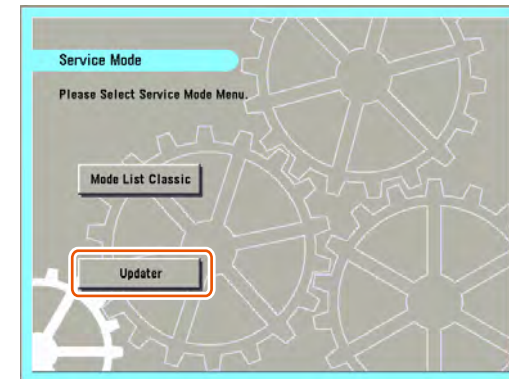 Service Mode
Please Select Service Mode Menu.
Mode List Classic
Updater